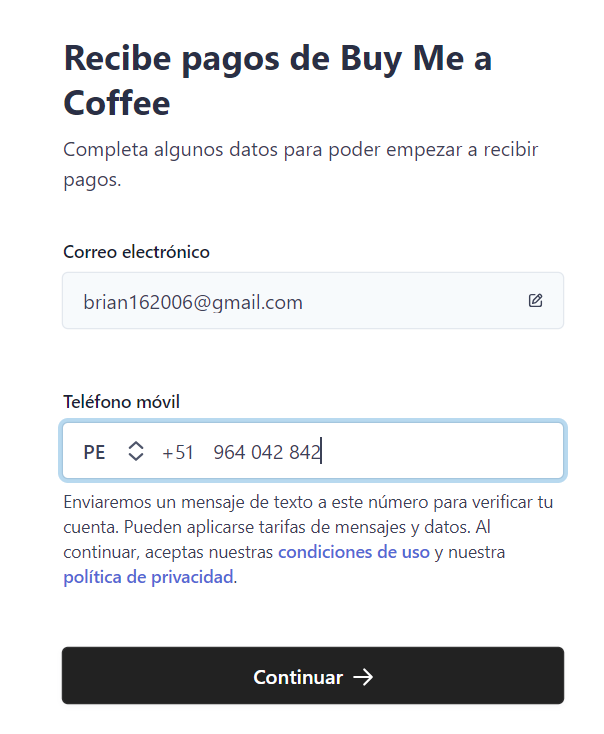 Recibe pagos de Buy Me a
Coffee
Completa algunos datos para poder empezar a recibir
pagos.
Correo electrónico
brian162006@gmail.com
Teléfono móvil
PE +51 964 042 842
Enviaremos un mensaje de texto a este número para verificar tu
cuenta. Pueden aplicarse tarifas de mensajes y datos. Al
continuar, aceptas nuestras condiciones de uso y nuestra
política de privacidad.
Continuar →